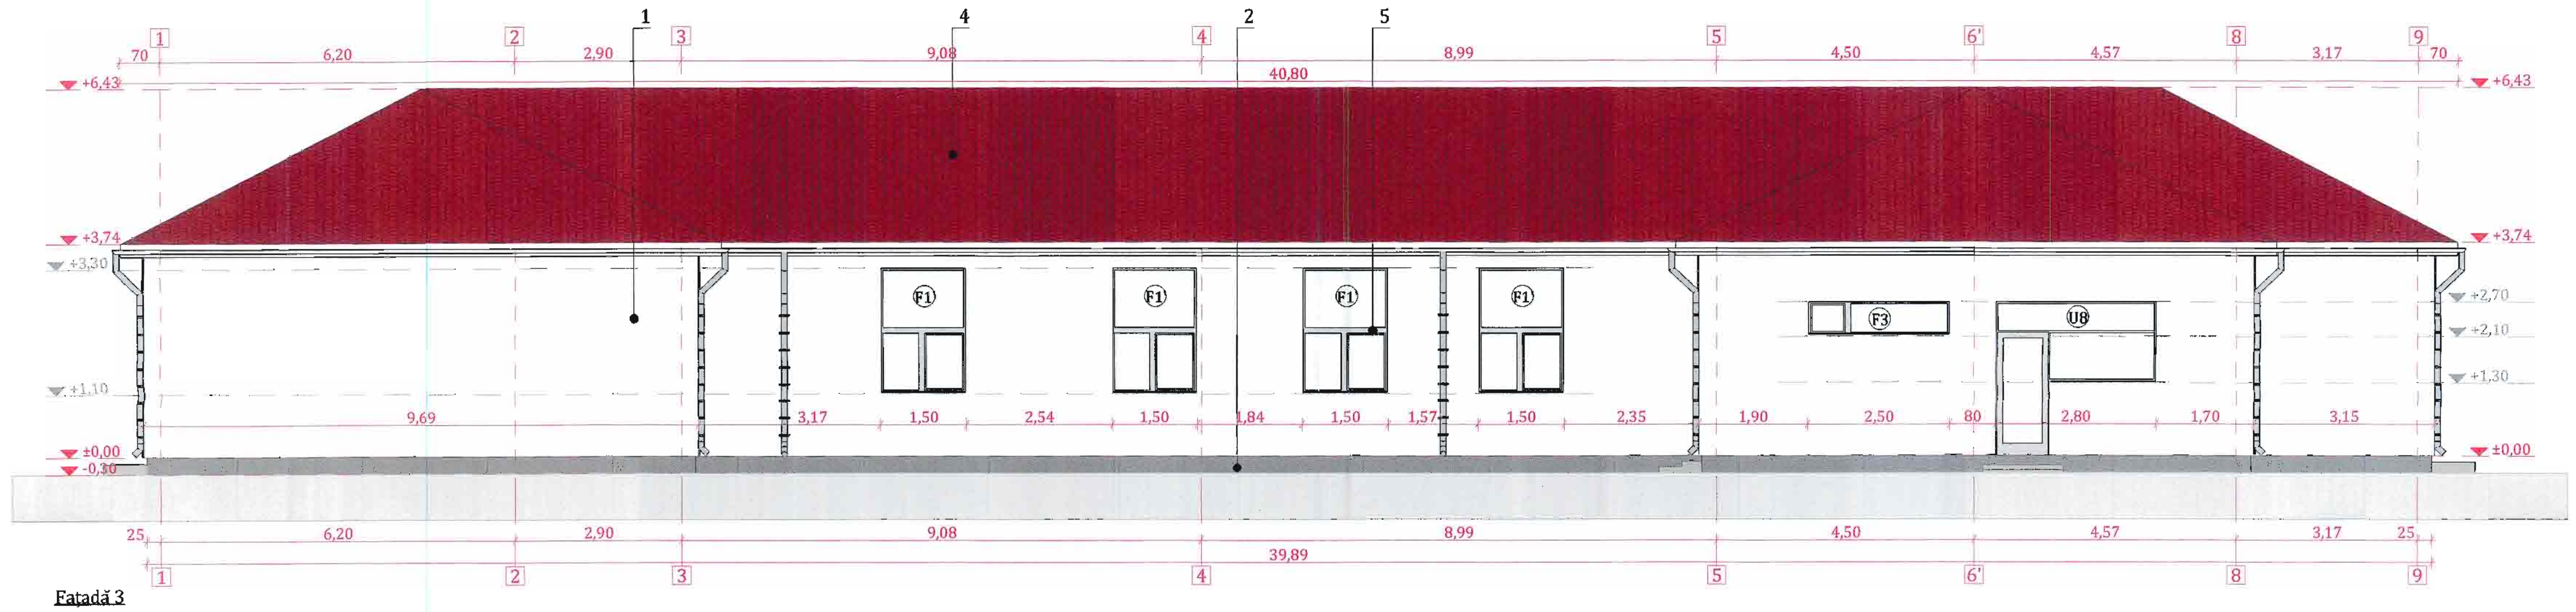 1 4 2 5
1 2 3 4 5 6' 8 9
70 6,20 2,90 9,08 8,99 4,50 4,57 3,17 70
40,80
+6,43 +6,43
+3,74 +3,74
+3,30
F1 F1 F1 F1
+2,70
F3 U8
+2,10
+1,30
+1,10
9,69 3,17 1,50 2,54 1,50 1,84 1,50 1,57 1,50 2,35 1,90 2,50 80 2,80 1,70 3,15
±0,00 ±0,00
-0,30
25 6,20 2,90 9,08 8,99 4,50 4,57 3,17 25
39,89
1 2 3 4 5 6' 8 9
Fațadă 3